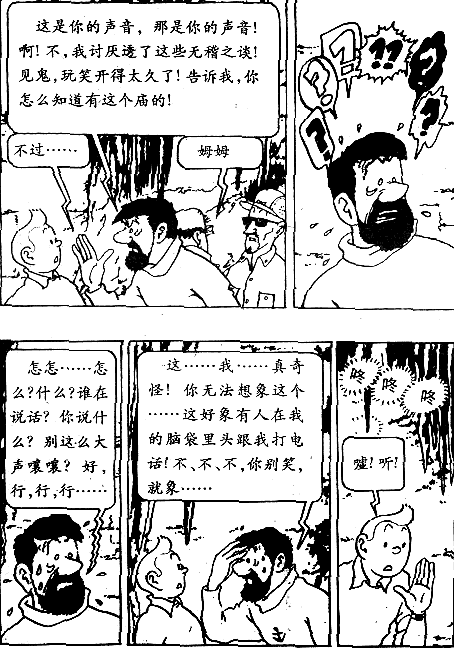 这是你的声音，那是你的声音！
啊！不，我讨厌透了这些无稽之谈！
见鬼，玩笑开得太久了！告诉我，你
怎么知道有这个庙的！
不过……
姆姆
? ? !! ? ? ?
怎怎……怎
么？什么？谁在
说话？你说什
么？别这么大
声嚷嚷？好，
行，行，行……
这……我……真奇
怪！你无法想象这个
……这好象有人在我
的脑袋里头跟我打电
话！不、不、不，你别笑，
就象……
咚 咚 咚
嘘！听！